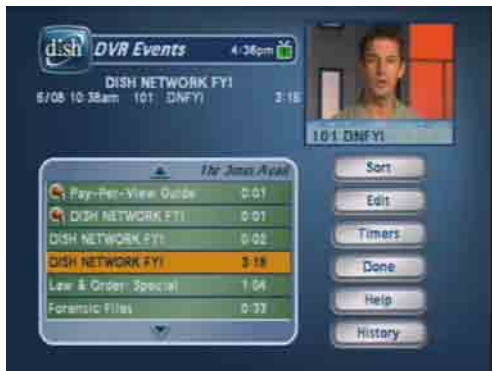 dish DVR Events 4:36pm
DISH NETWORK FYI
6/08 10:38am 101 DNFYI 3:18
101 DNFYI
Pay-Per-View Guide 0:01
DISH NETWORK FYI 0:01
DISH NETWORK FYI 0:02
DISH NETWORK FYI 3:18
Law & Order: Special 1:04
Forensic Files 0:33
Sort
Edit
Timers
Done
Help
History